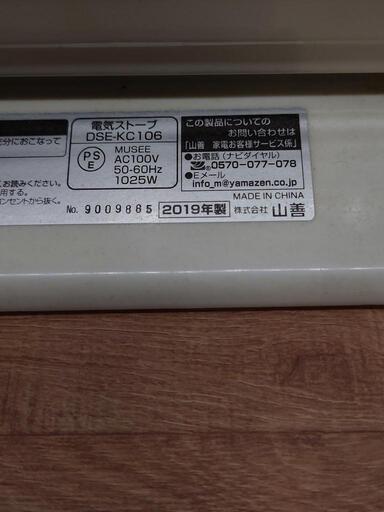 電気ストーブ
DSE-KC106
PSE
MUSEE
AC100V
50-60Hz
1025W
この製品についての
お問い合わせは
「山善 家電お客様サービス係」
●お電話(ナビダイヤル)
0570-077-078
●Eメール
info_m@yamazen.co.jp
MADE IN CHINA
分におこなって
読みください。
用する。
コンセントから抜く。
No. 9009865
2019年製
株式会社 山善